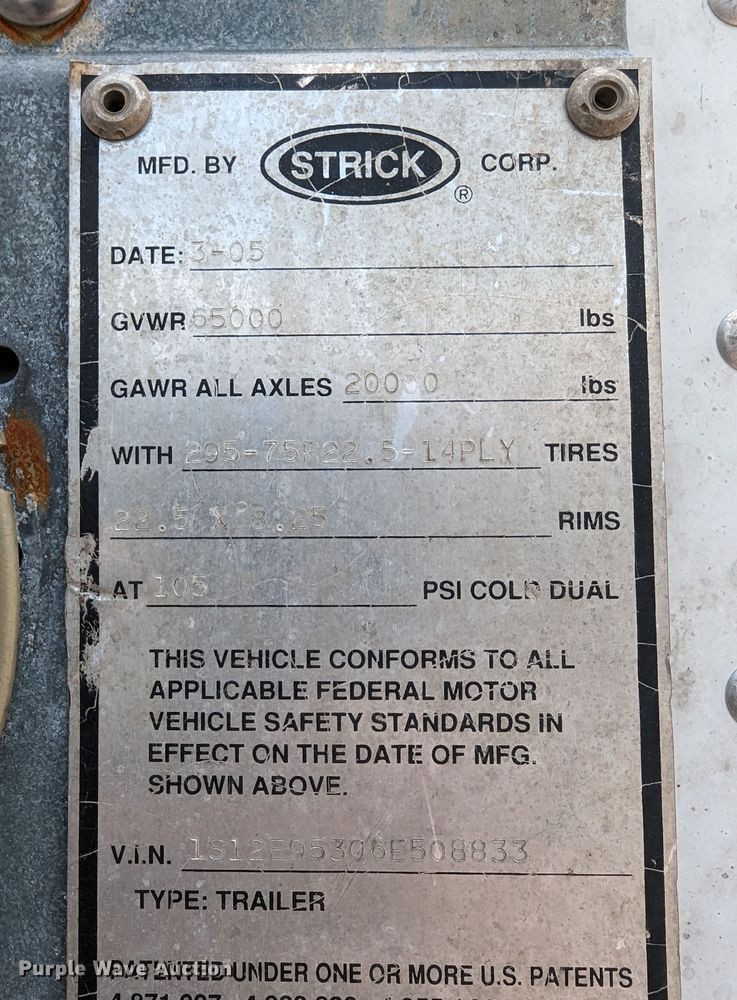 MFD. BY STRICK® CORP.
DATE: 3-05
GVWR 65000 lbs
GAWR ALL AXLES 20000 lbs
WITH 295-75R22.5-14PLY TIRES
22.5 X 8.25 RIMS
AT 105 PSI COLD DUAL
THIS VEHICLE CONFORMS TO ALL
APPLICABLE FEDERAL MOTOR
VEHICLE SAFETY STANDARDS IN
EFFECT ON THE DATE OF MFG.
SHOWN ABOVE.
V.I.N. 1S12E95306E508833
TYPE: TRAILER
PATENTED UNDER ONE OR MORE U.S. PATENTS
Purple Wave Auction